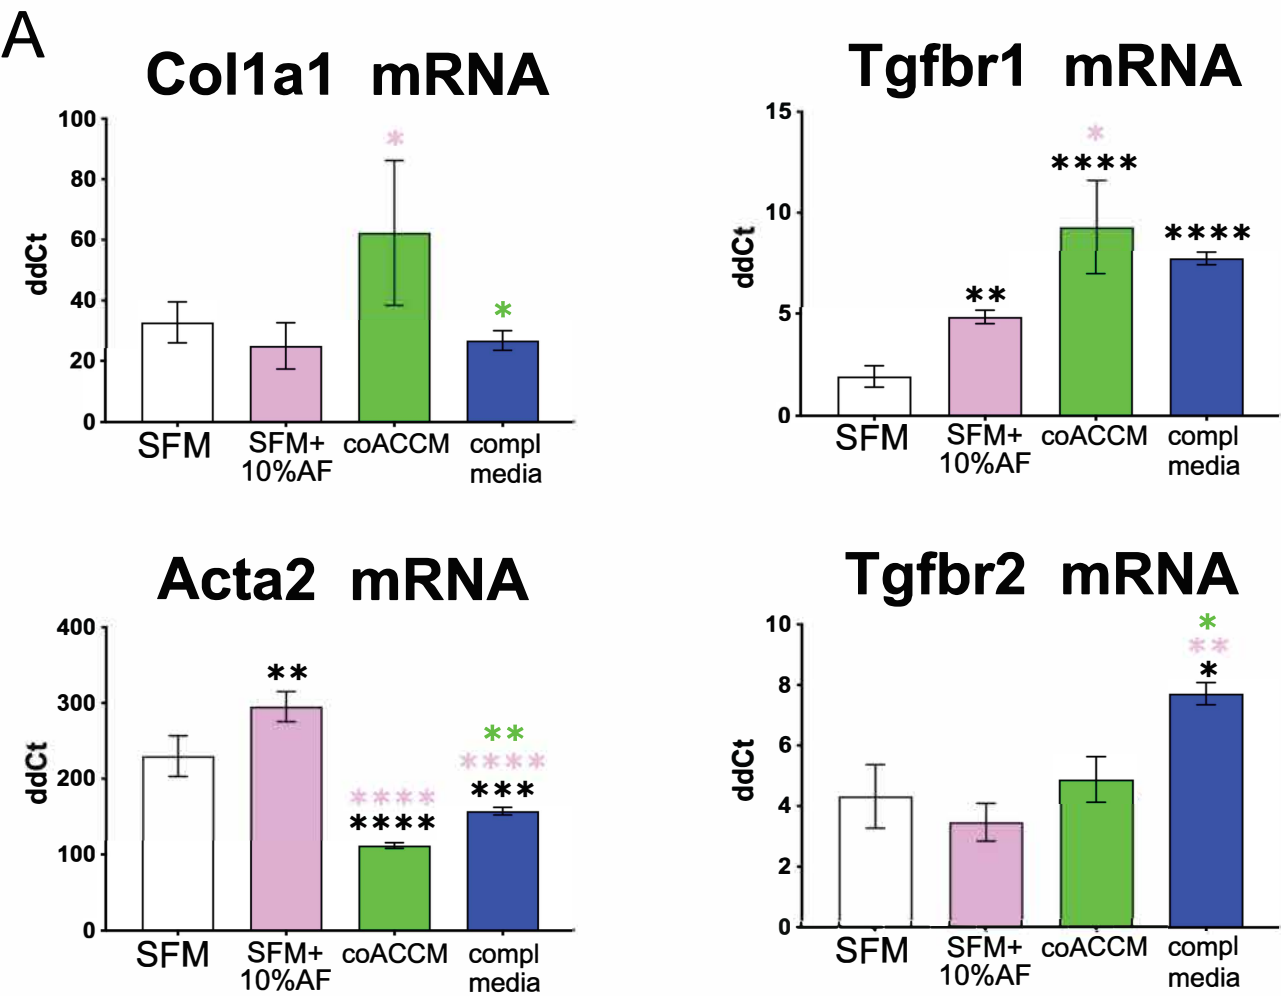 A
Col1a1 mRNA
100
80
60
40
20
0
ddCt
*
*
SFM
SFM+
10%AF
coACCM
compl
media
Tgfbr1 mRNA
15
10
5
0
ddCt
**
*
****
****
SFM
SFM+
10%AF
coACCM
compl
media
Acta2 mRNA
400
300
200
100
0
ddCt
**
****
****
**
****
***
SFM
SFM+
10%AF
coACCM
compl
media
Tgfbr2 mRNA
10
8
6
4
2
0
ddCt
*
**
*
SFM
SFM+
10%AF
coACCM
compl
media